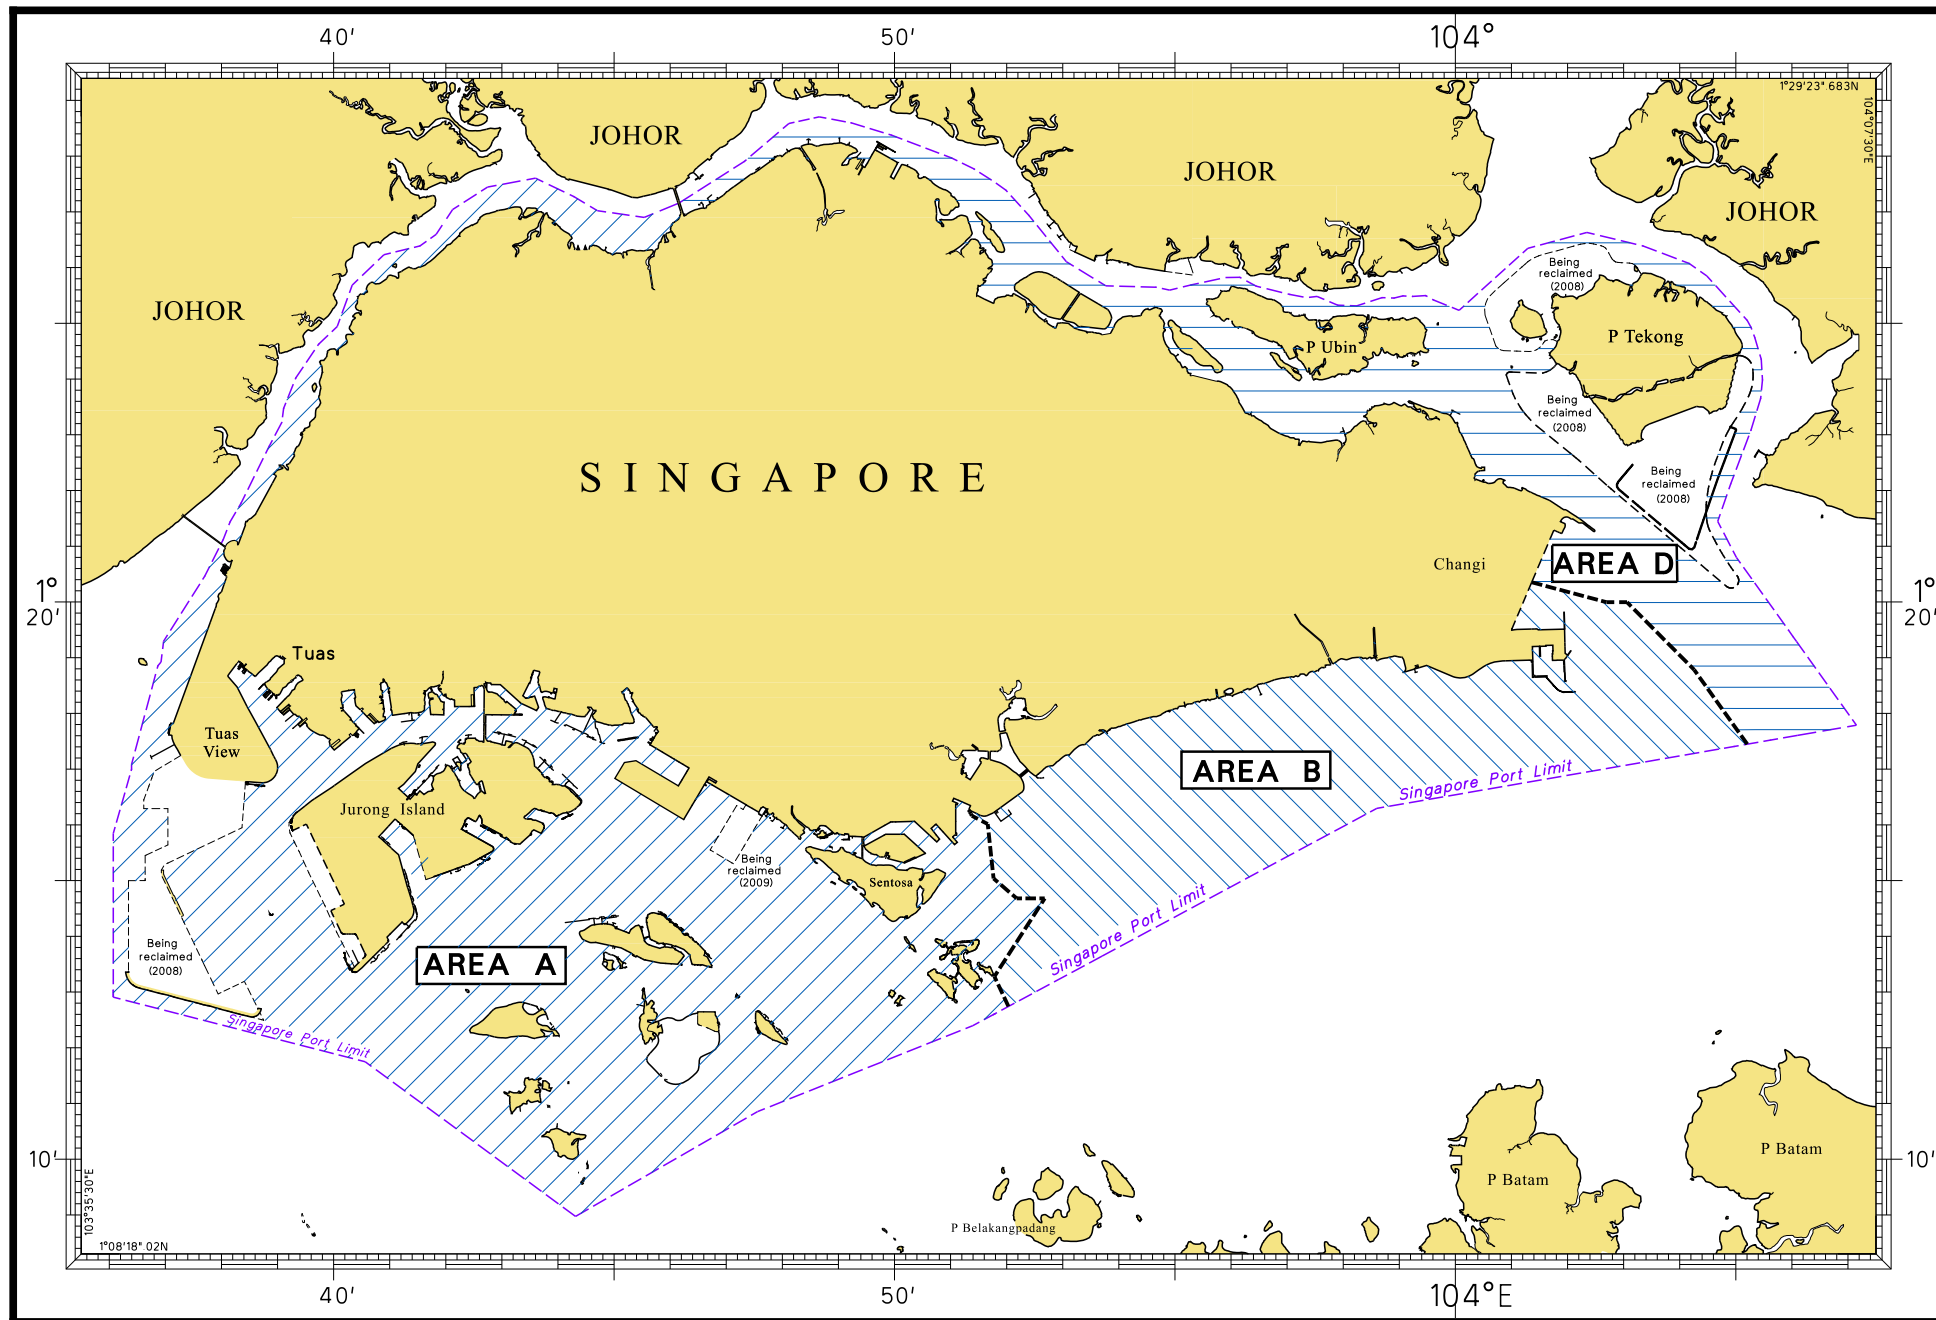 40'
50'
104°
1°29'23".683N
104°07'30"E
JOHOR
JOHOR
JOHOR
JOHOR
Being
reclaimed
(2008)
P Tekong
P Ubin
Being
reclaimed
(2008)
SINGAPORE
Being
reclaimed
(2008)
Changi
AREA D
1°
20'
1°
20'
Tuas
Tuas
View
AREA B
Singapore Port Limit
Jurong Island
Being
reclaimed
(2009)
Sentosa
Singapore Port Limit
Being
reclaimed
(2008)
AREA A
Singapore Port Limit
10'
10'
P Batam
P Batam
P Belakangpadang
103°35'30"E
1°08'18".02N
40'
50'
104°E